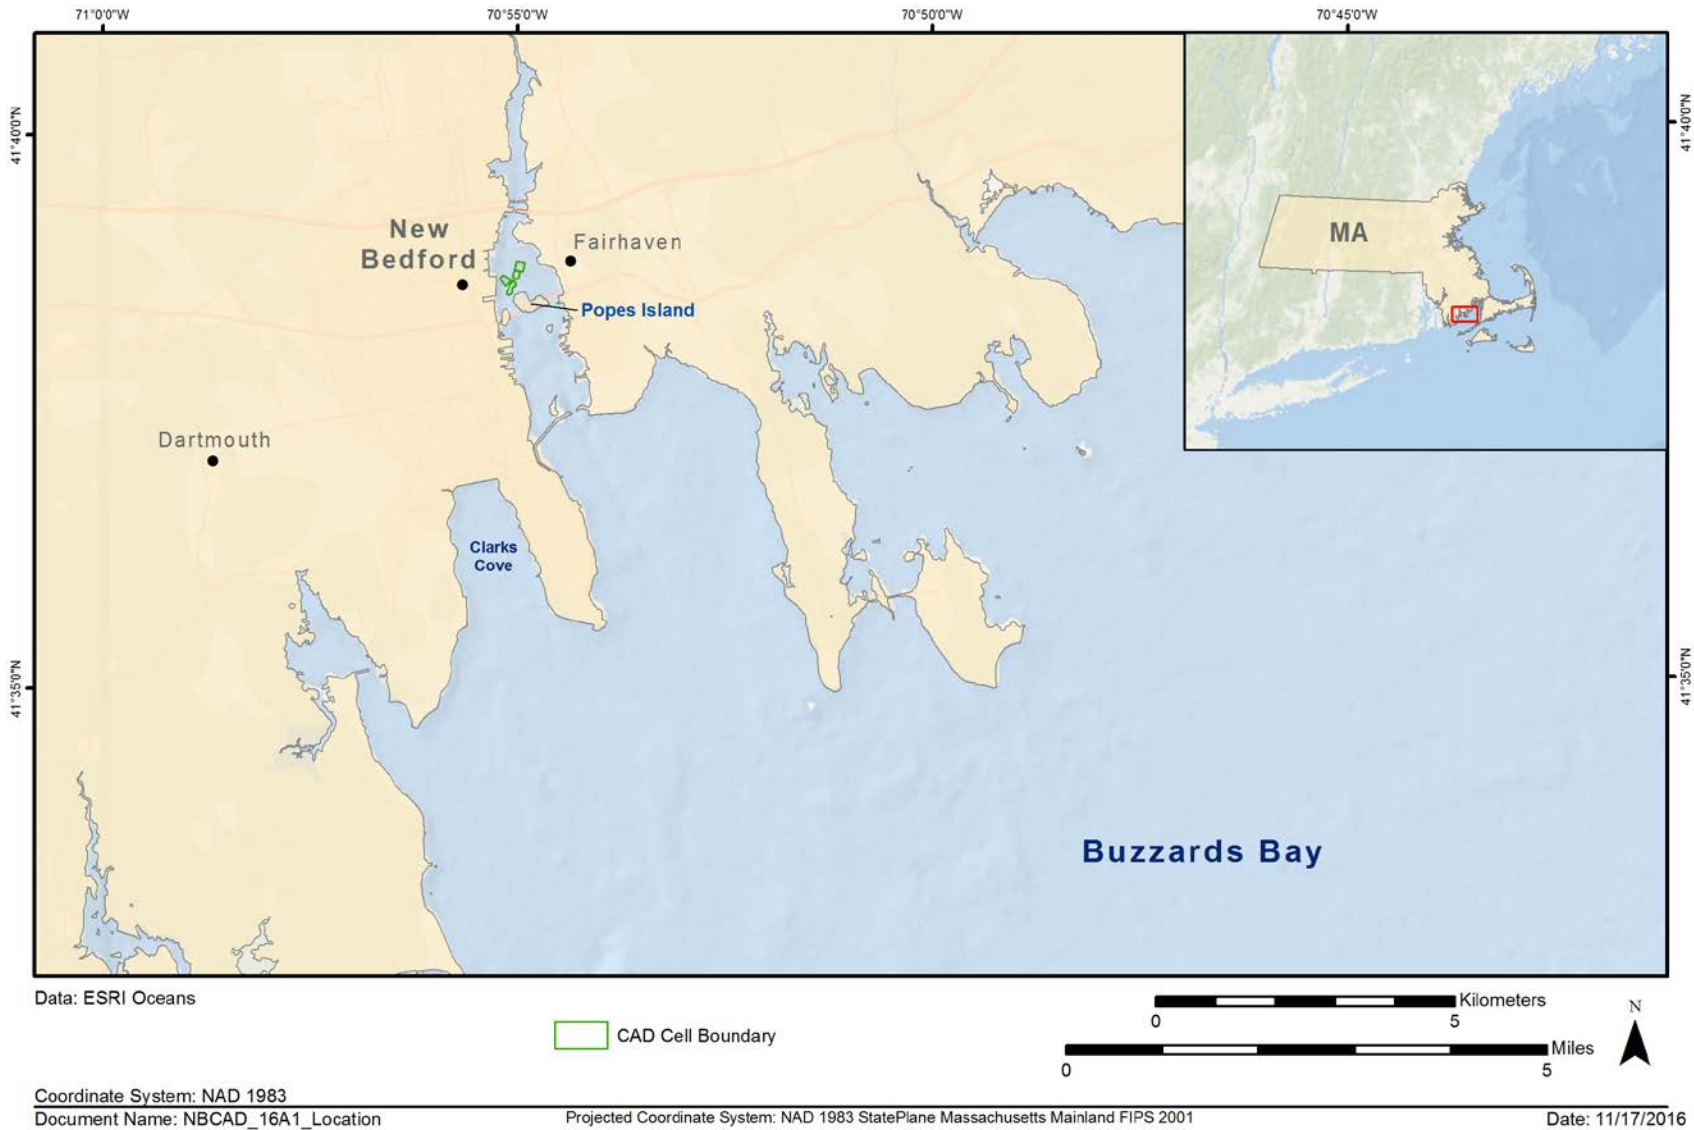 71°0'0"W
70°55'0"W
70°50'0"W
70°45'0"W
41°40'0"N
41°40'0"N
MA
New
Bedford
Fairhaven
Popes Island
Dartmouth
Clarks
Cove
41°35'0"N
41°35'0"N
Buzzards Bay
Data: ESRI Oceans
Kilometers
0
5
N
CAD Cell Boundary
Miles
0
5
Coordinate System: NAD 1983
Document Name: NBCAD_16A1_Location
Projected Coordinate System: NAD 1983 StatePlane Massachusetts Mainland FIPS 2001
Date: 11/17/2016